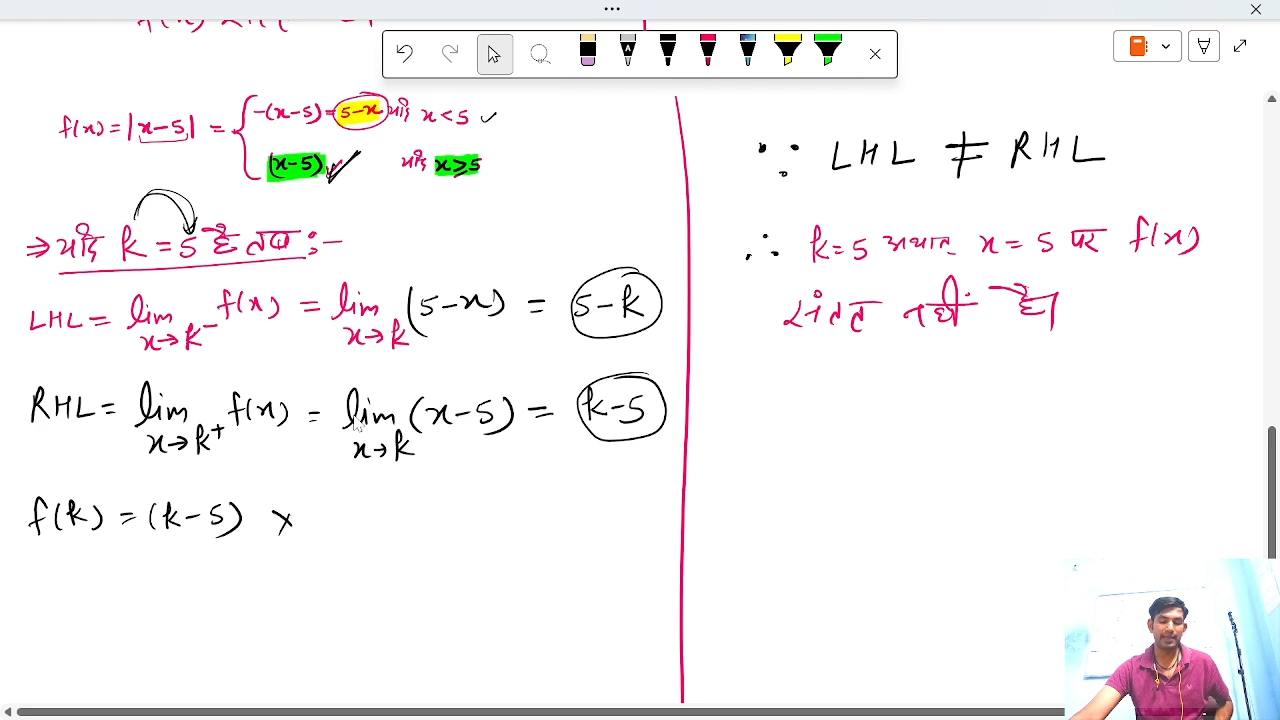 f(x) = |x-5| = { -(x-5) = 5-x यदि x < 5 ✓
(x-5) ✓ यदि x ≥ 5
⇒ यदि k = 5 है तब :-
LHL = lim x→k⁻ f(x) = lim x→k (5-x) = 5-k
RHL = lim x→k⁺ f(x) = lim x→k (x-5) = k-5
f(k) = (k-5) ×
∵ LHL ≠ RHL
∴ k = 5 अर्थात x = 5 पर f(x)
संतत नहीं है।